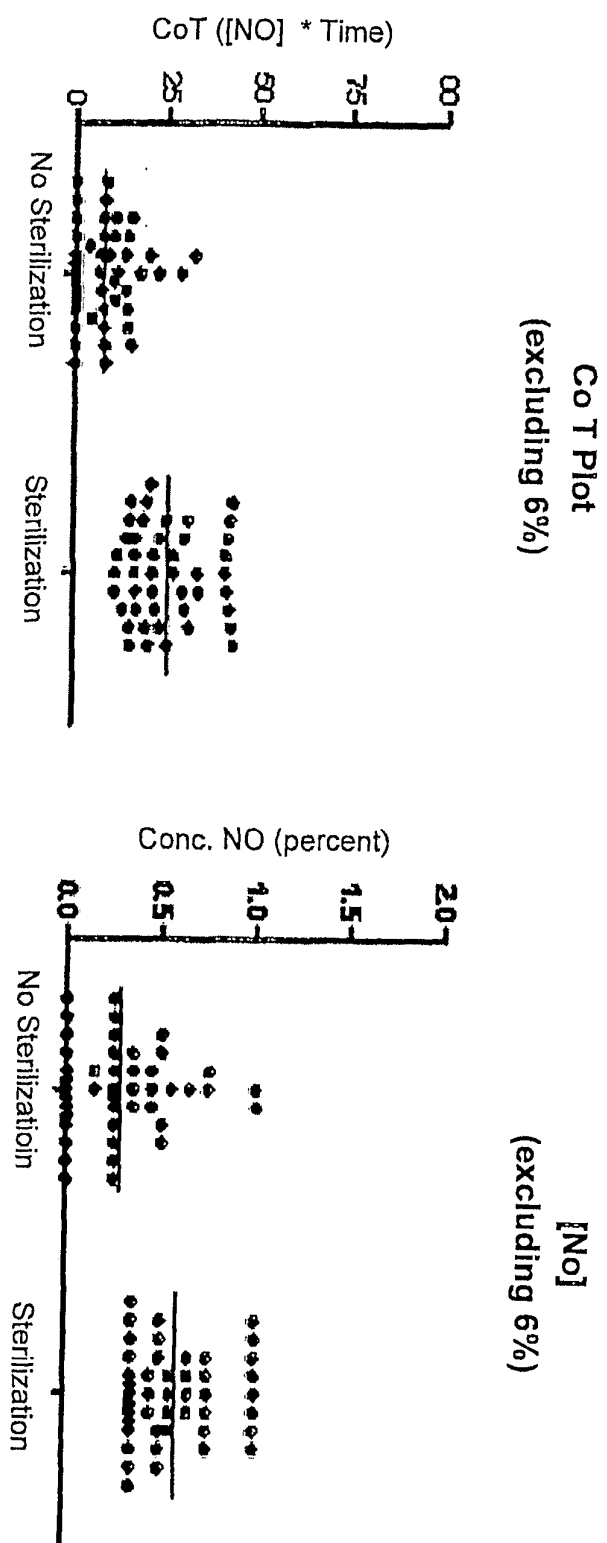 Co T Plot
(excluding 6%)
CoT ([NO] * Time)
00
75
50
25
0
No Sterilization
Sterilization
[No]
(excluding 6%)
Conc. NO (percent)
2.0
1.5
1.0
0.5
0.0
No Sterilizatioin
Sterilization